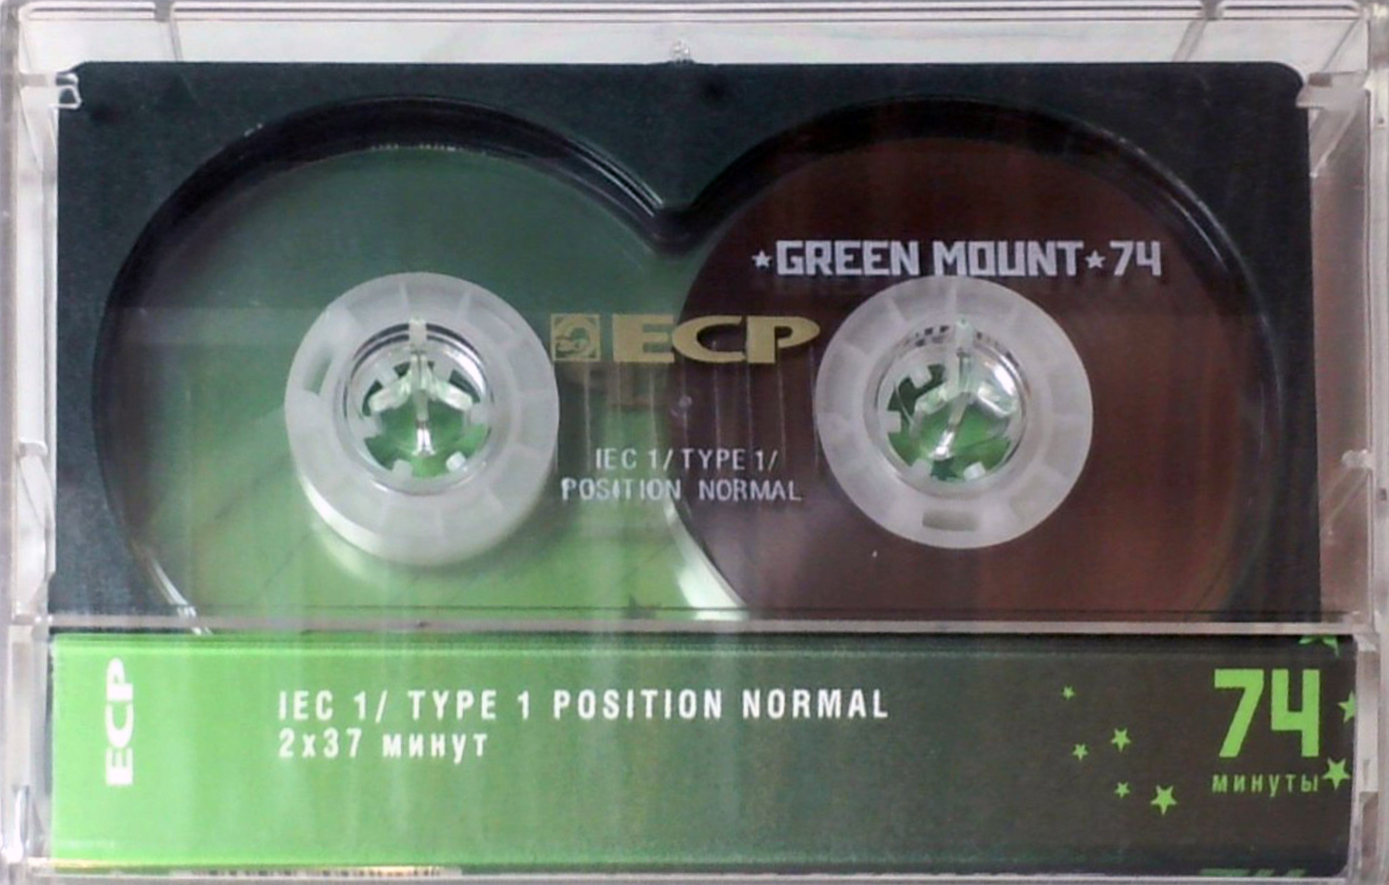 ★GREEN MOUNT★74
ECP
IEC 1/TYPE 1/
POSITION NORMAL
ECP
IEC 1/ TYPE 1 POSITION NORMAL
2x37 минут
74
минуты